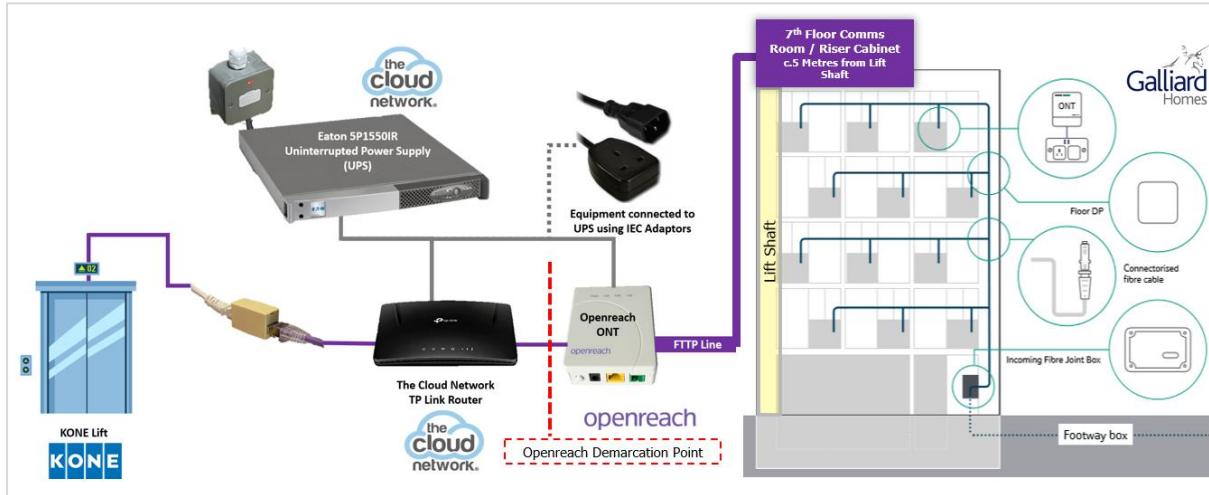 the
cloud
network®
Eaton 5P1550IR
Uninterrupted Power Supply
(UPS)
Equipment connected to
UPS using IEC Adaptors
7th Floor Comms
Room / Riser Cabinet
c.5 Metres from Lift
Shaft
Galliard
Homes
ONT
Floor DP
Connectorised
fibre cable
Incoming Fibre Joint Box
Footway box
Lift Shaft
02
KONE Lift
KONE
tp-link
The Cloud Network
TP Link Router
the
cloud
network®
Openreach
ONT
openreach
FTTP Line
openreach
Openreach Demarcation Point